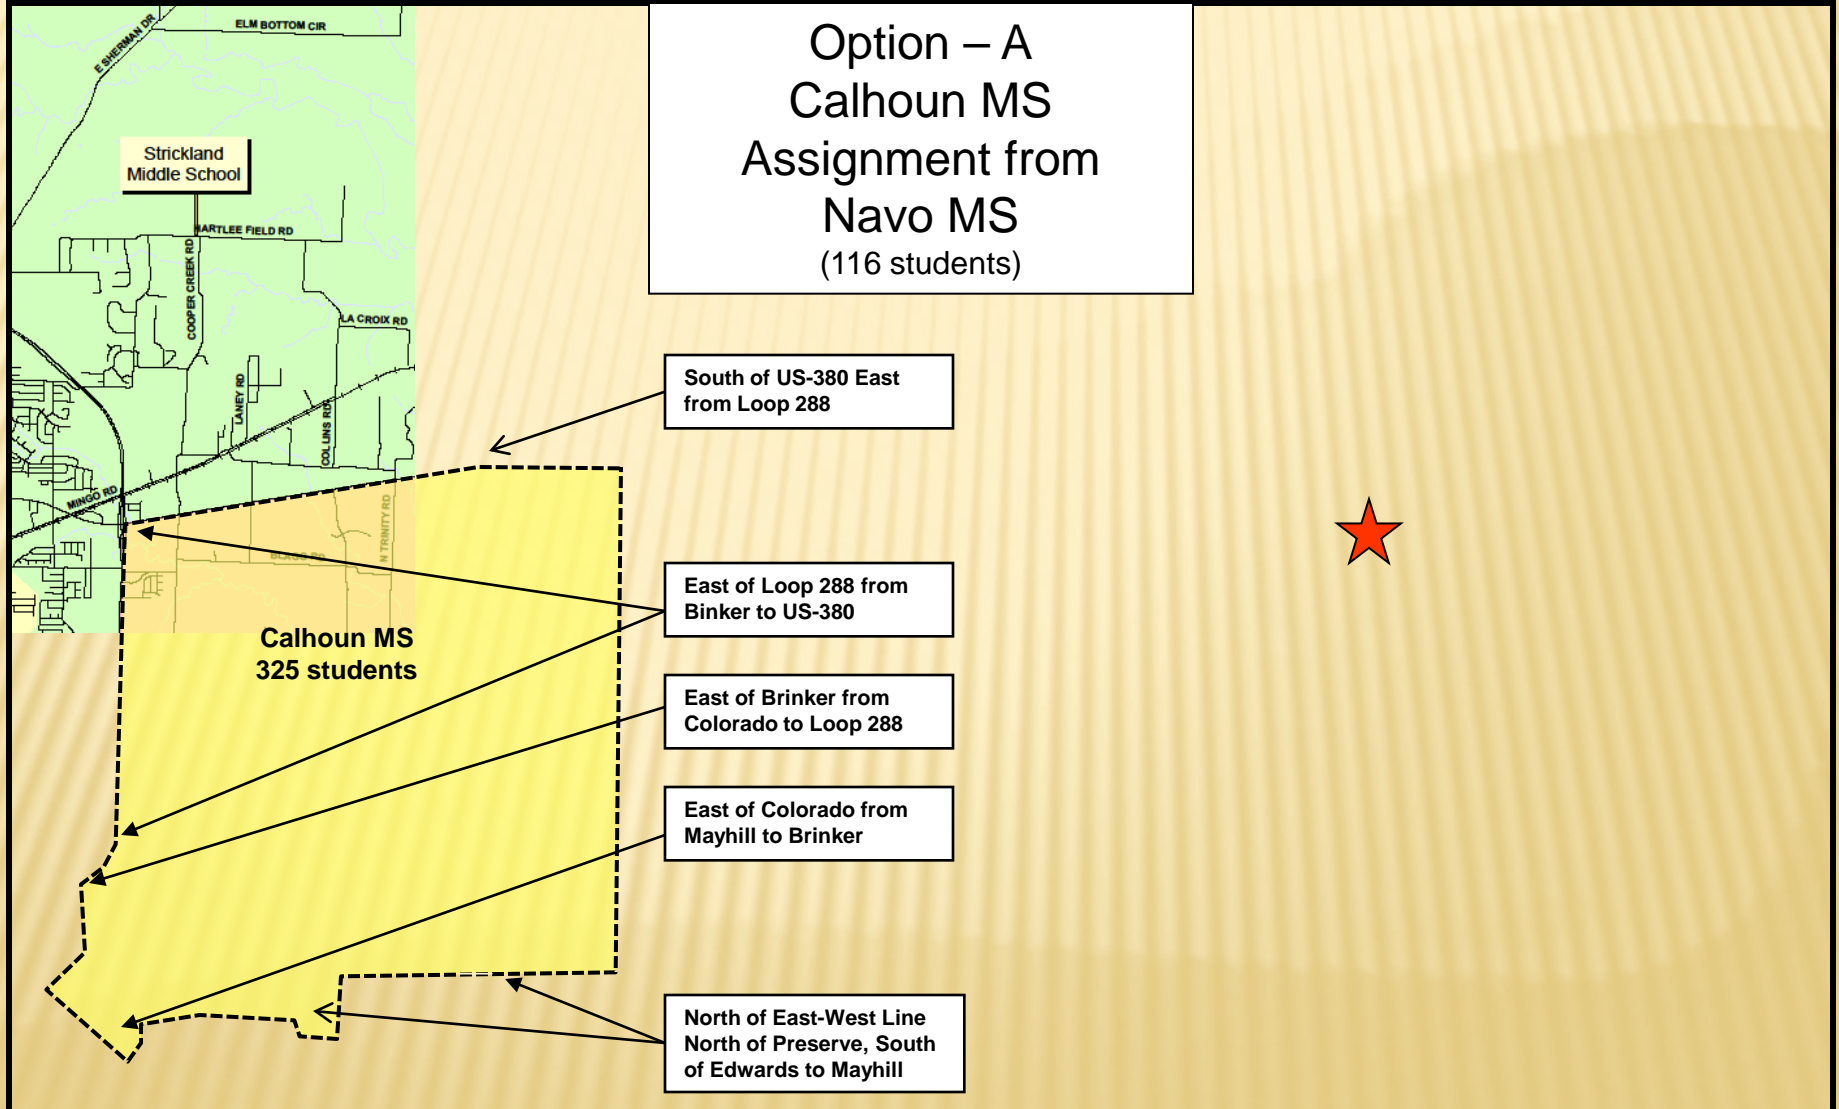 Option – A
Calhoun MS
Assignment from
Navo MS
(116 students)
ELM BOTTOM CIR
E SHERMAN DR
Strickland
Middle School
HARTLEE FIELD RD
COOPER CREEK RD
LA CROIX RD
LANEY RD
COLLINS RD
MINGO RD
N TRINITY RD
BLAGG RD
Calhoun MS
325 students
South of US-380 East
from Loop 288
East of Loop 288 from
Binker to US-380
East of Brinker from
Colorado to Loop 288
East of Colorado from
Mayhill to Brinker
North of East-West Line
North of Preserve, South
of Edwards to Mayhill